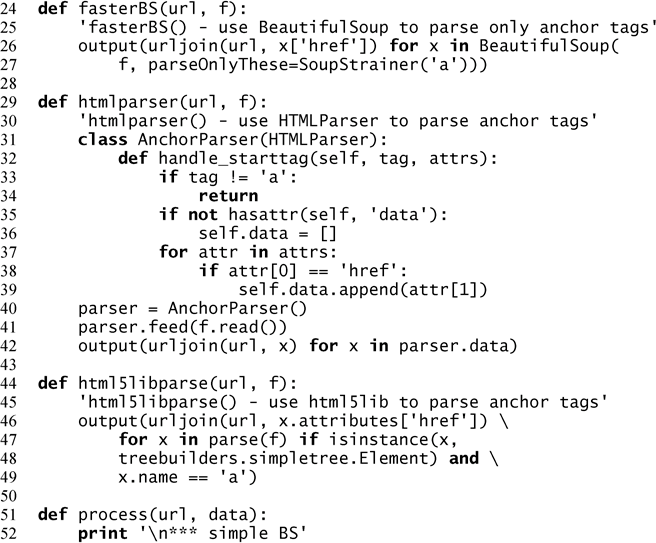 24 def fasterBS(url, f):
25     'fasterBS() - use BeautifulSoup to parse only anchor tags'
26     output(urljoin(url, x['href']) for x in BeautifulSoup(
27         f, parseOnlyThese=SoupStrainer('a')))
28
29 def htmlparser(url, f):
30     'htmlparser() - use HTMLParser to parse anchor tags'
31     class AnchorParser(HTMLParser):
32         def handle_starttag(self, tag, attrs):
33             if tag != 'a':
34                 return
35             if not hasattr(self, 'data'):
36                 self.data = []
37             for attr in attrs:
38                 if attr[0] == 'href':
39                     self.data.append(attr[1])
40     parser = AnchorParser()
41     parser.feed(f.read())
42     output(urljoin(url, x) for x in parser.data)
43
44 def html5libparse(url, f):
45     'html5libparse() - use html5lib to parse anchor tags'
46     output(urljoin(url, x.attributes['href']) \
47         for x in parse(f) if isinstance(x,
48         treebuilders.simpletree.Element) and \
49         x.name == 'a')
50
51 def process(url, data):
52     print '\n*** simple BS'